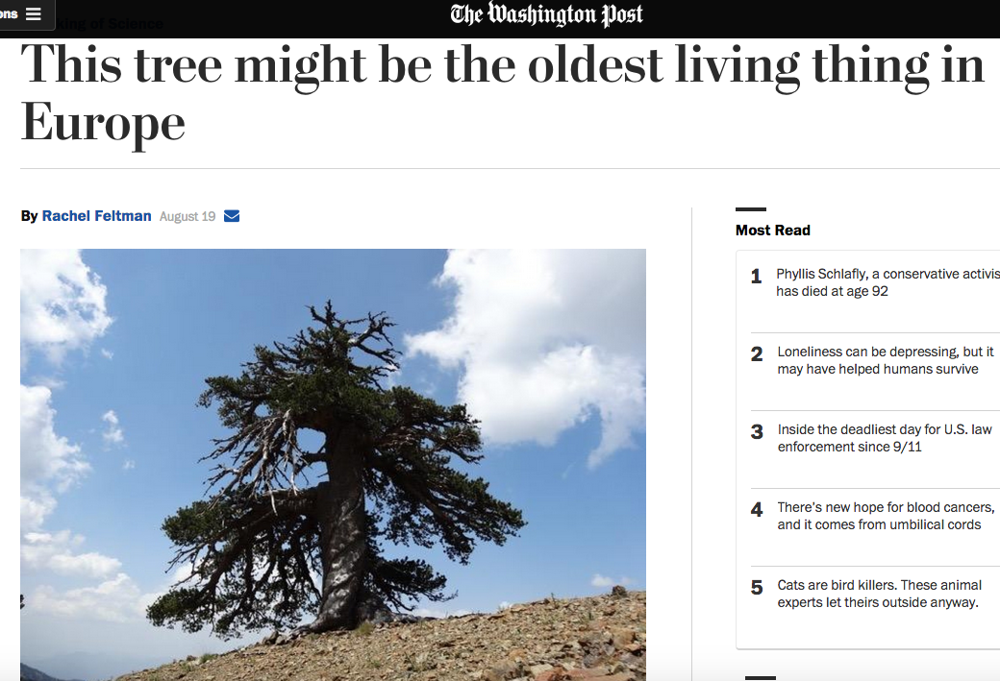 ons
king of Science
The Washington Post
This tree might be the oldest living thing in
Europe
By Rachel Feltman August 19
Most Read
1 Phyllis Schlafly, a conservative activis
has died at age 92
2 Loneliness can be depressing, but it
may have helped humans survive
3 Inside the deadliest day for U.S. law
enforcement since 9/11
4 There's new hope for blood cancers,
and it comes from umbilical cords
5 Cats are bird killers. These animal
experts let theirs outside anyway.